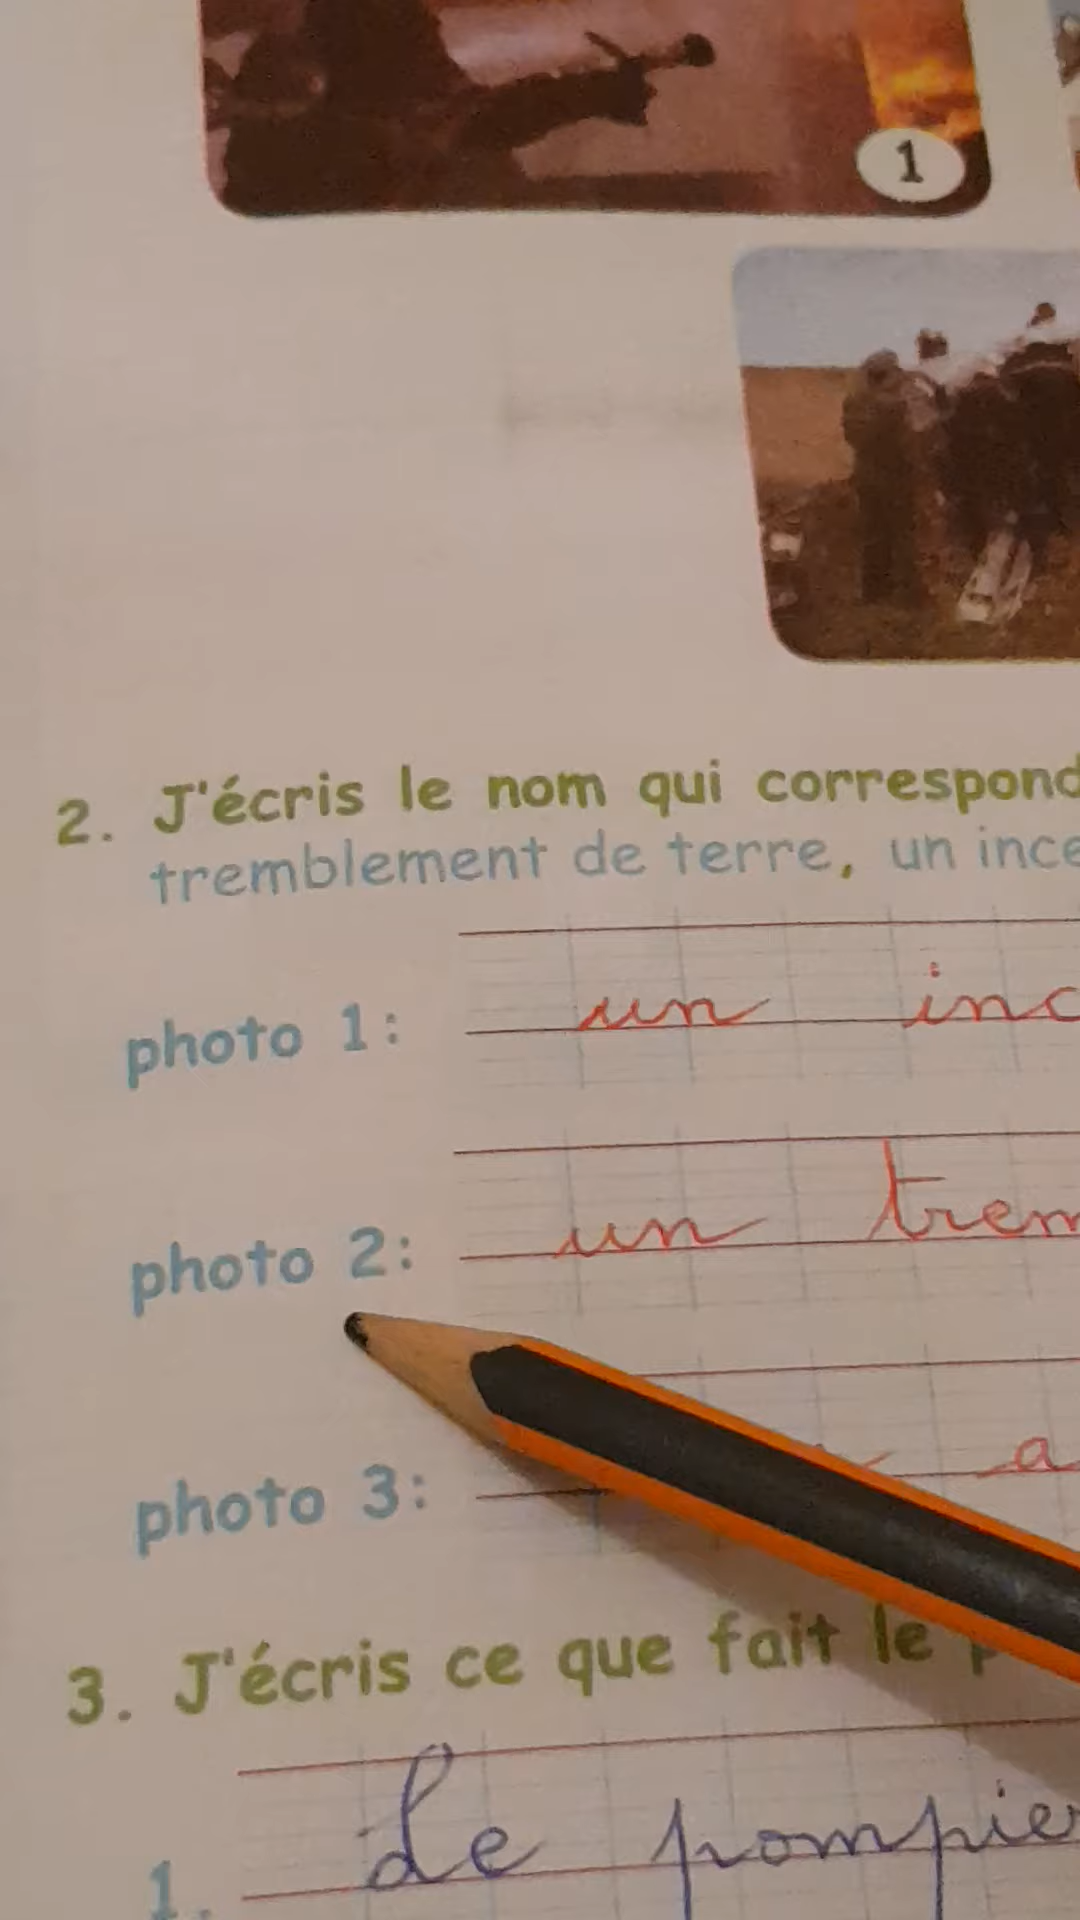 1
2. J'écris le nom qui correspond
tremblement de terre, un ince
photo 1: un inc
photo 2: un trem
photo 3: a
3. J'écris ce que fait le p
1. Le pompier